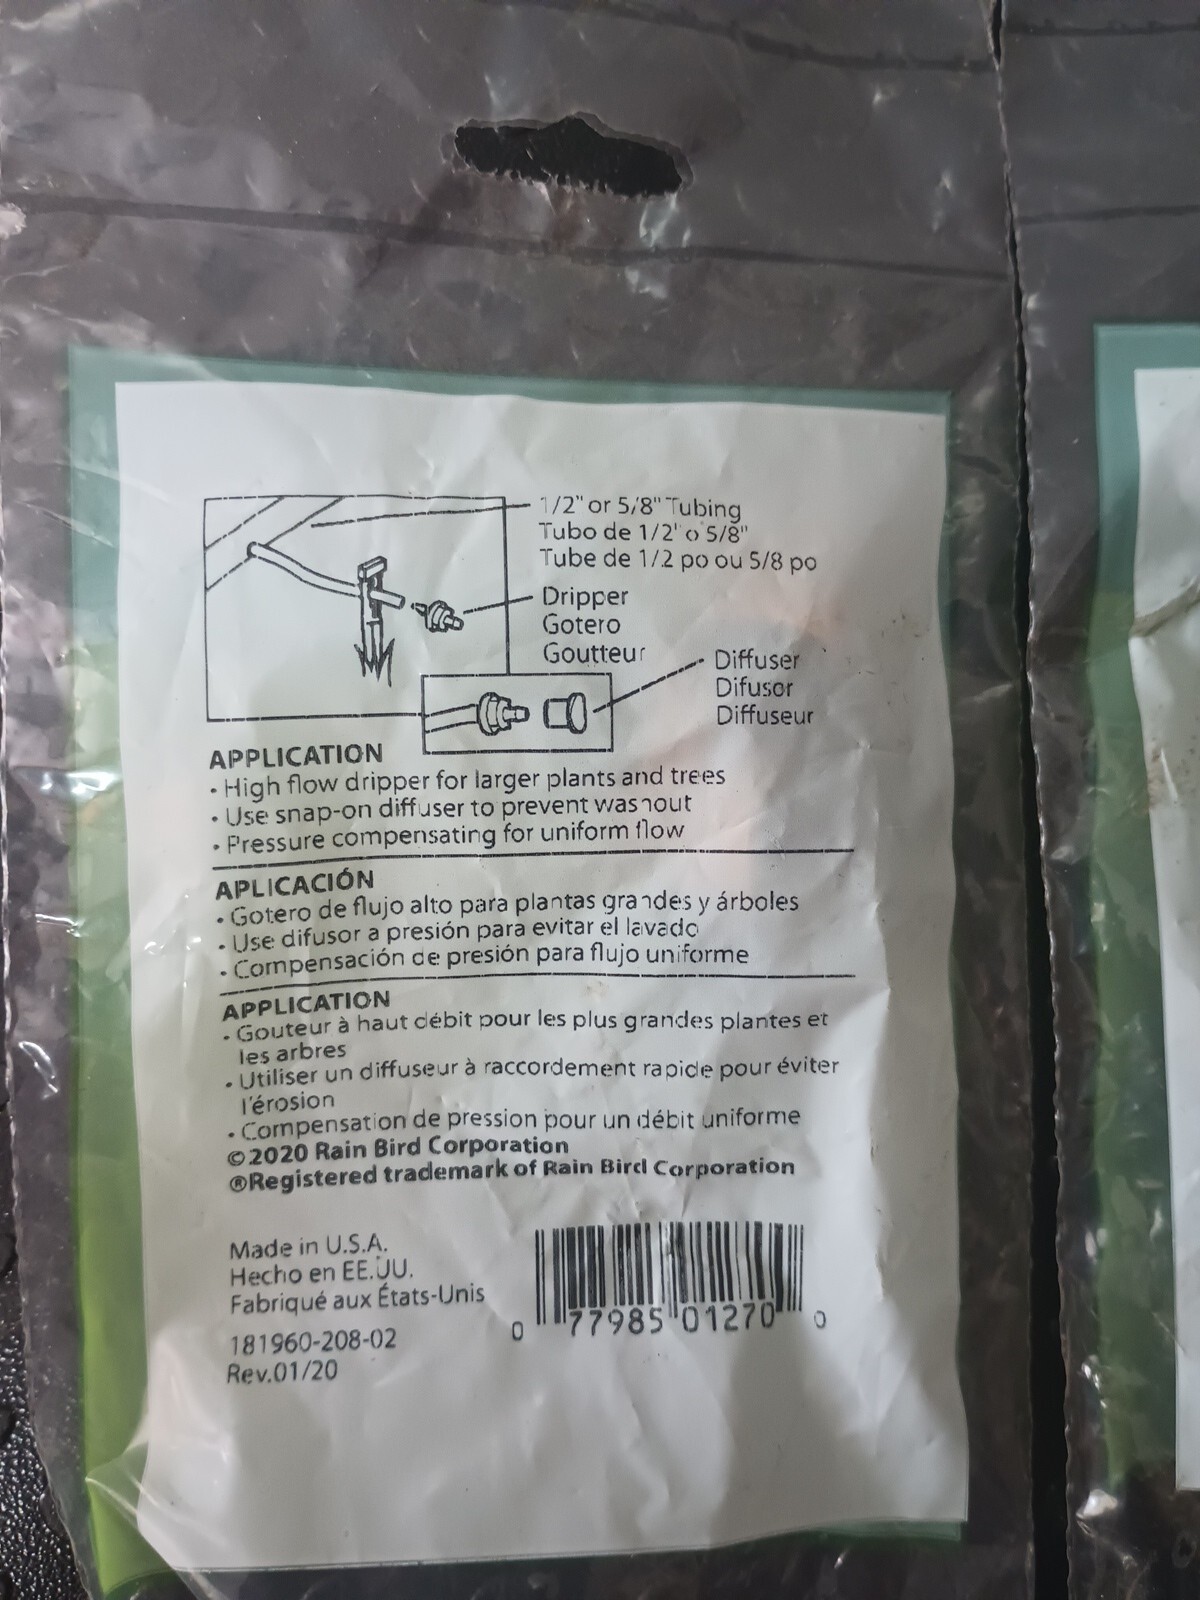 1/2" or 5/8" Tubing
Tubo de 1/2" o 5/8"
Tube de 1/2 po ou 5/8 po
Dripper
Gotero
Goutteur
Diffuser
Difusor
Diffuseur
APPLICATION
• High flow dripper for larger plants and trees
• Use snap-on diffuser to prevent washout
• Pressure compensating for uniform flow
APLICACIÓN
• Gotero de flujo alto para plantas grandes y árboles
• Use difusor a presión para evitar el lavado
• Compensación de presión para flujo uniforme
APPLICATION
• Gouteur à haut débit pour les plus grandes plantes et
les arbres
• Utiliser un diffuseur à raccordement rapide pour éviter
l'érosion
• Compensation de pression pour un débit uniforme
©2020 Rain Bird Corporation
®Registered trademark of Rain Bird Corporation
Made in U.S.A.
Hecho en EE.UU.
Fabriqué aux États-Unis
181960-208-02
Rev.01/20
0 77985 01270 0